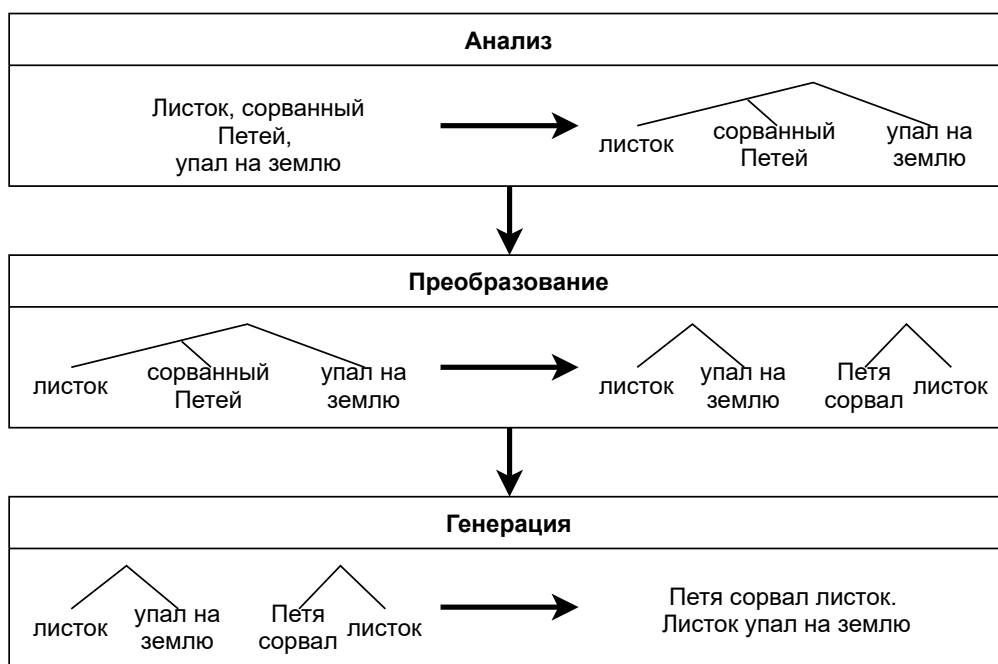 Анализ
Листок, сорванный
Петей,
упал на землю
листок
сорванный
Петей
упал на
землю
Преобразование
листок
сорванный
Петей
упал на
землю
листок
упал на
землю
Петя
сорвал
листок
Генерация
листок
упал на
землю
Петя
сорвал
листок
Петя сорвал листок.
Листок упал на землю